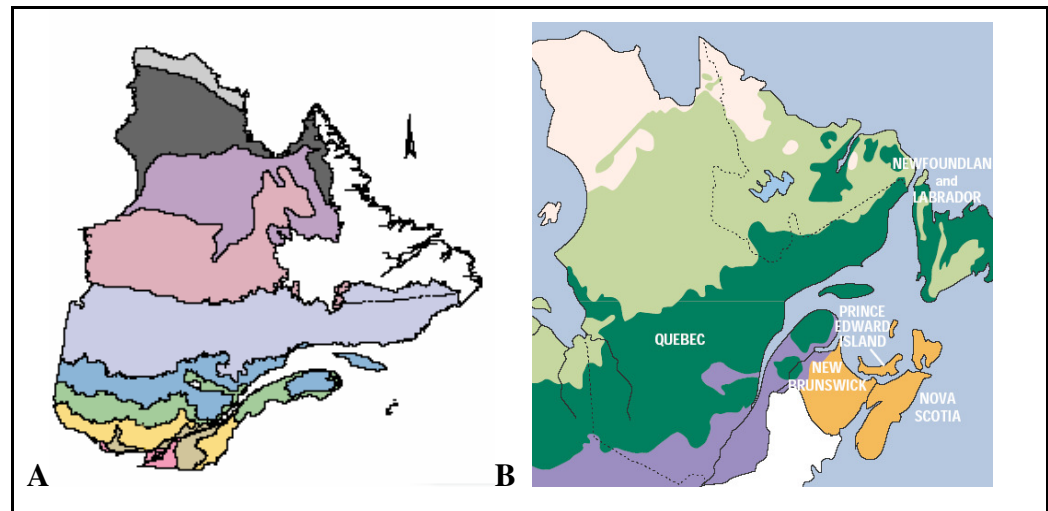 A
B
NEWFOUNDLAN
and
LABRADOR
QUEBEC
PRINCE
EDWARD
ISLAND
NEW
BRUNSWICK
NOVA
SCOTIA